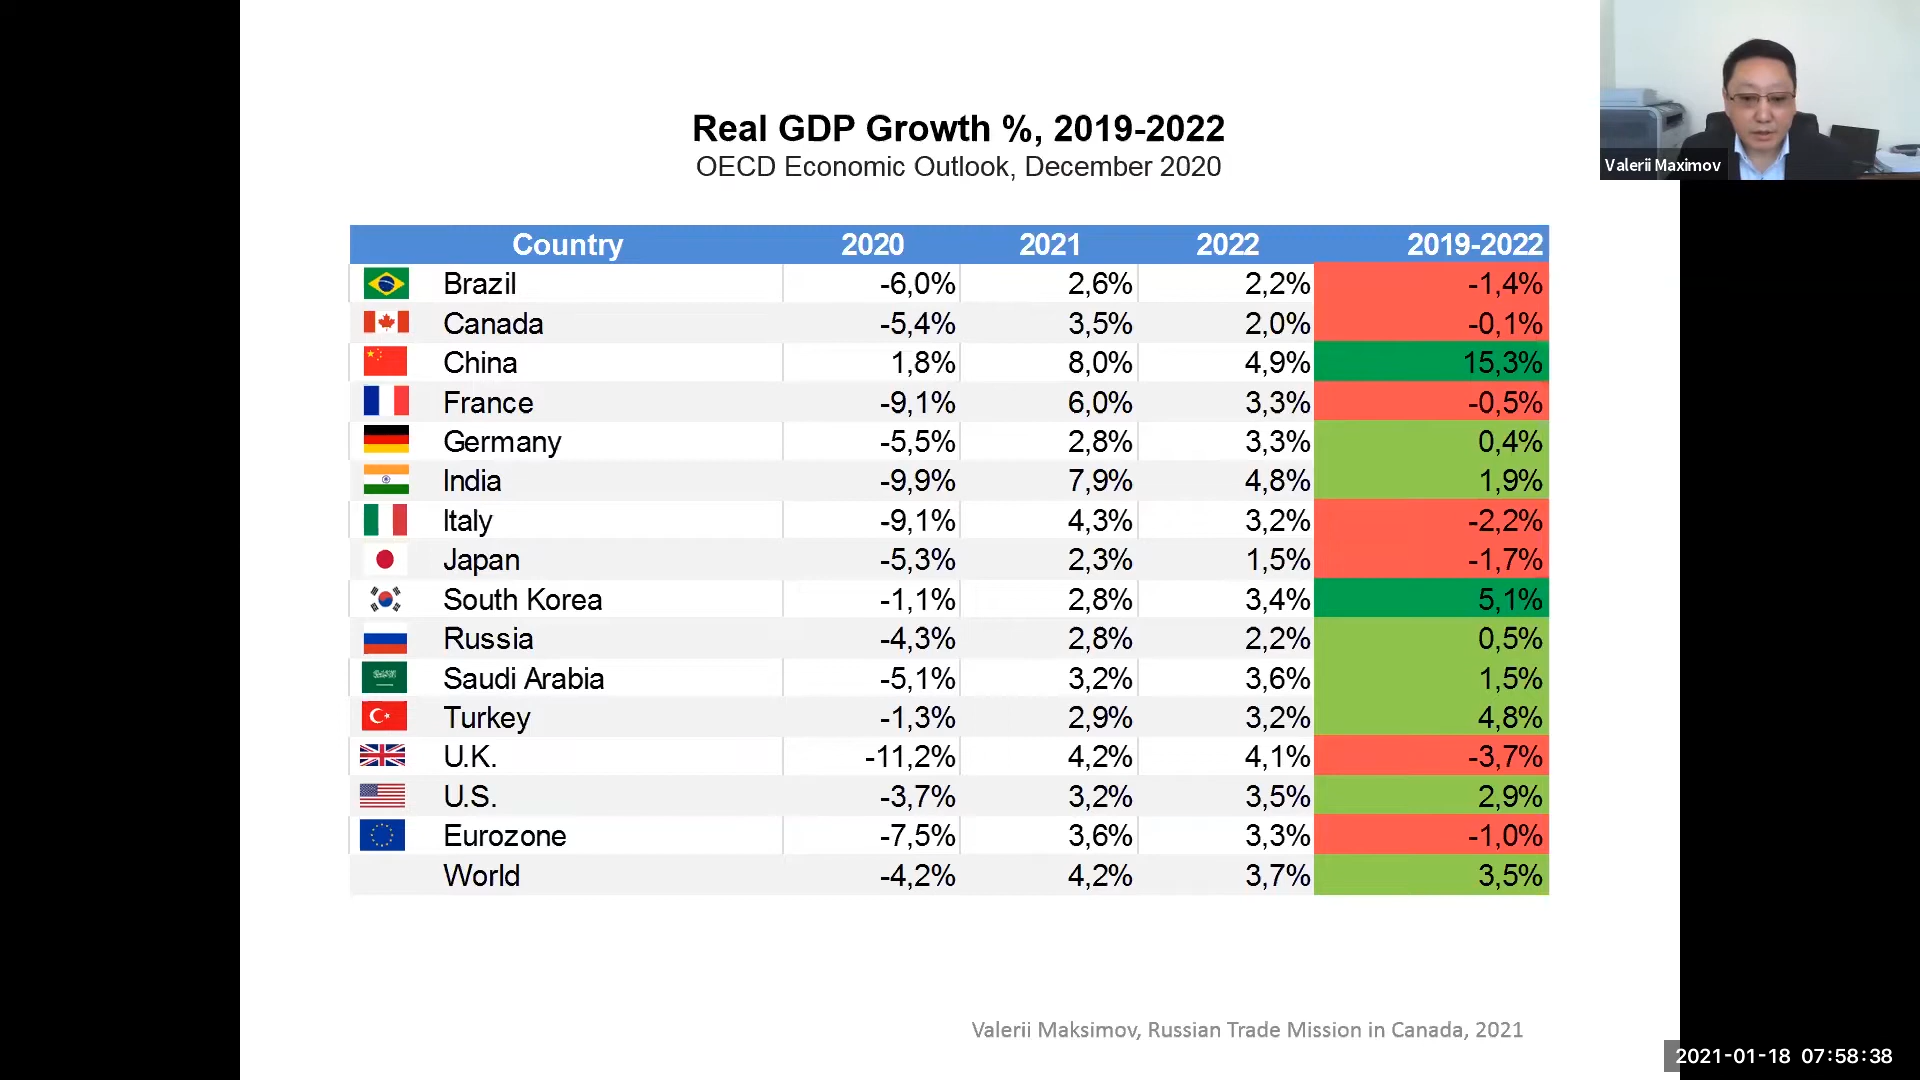 Real GDP Growth %, 2019-2022
OECD Economic Outlook, December 2020
Valerii Maximov
Country 2020 2021 2022 2019-2022
Brazil -6,0% 2,6% 2,2% -1,4%
Canada -5,4% 3,5% 2,0% -0,1%
China 1,8% 8,0% 4,9% 15,3%
France -9,1% 6,0% 3,3% -0,5%
Germany -5,5% 2,8% 3,3% 0,4%
India -9,9% 7,9% 4,8% 1,9%
Italy -9,1% 4,3% 3,2% -2,2%
Japan -5,3% 2,3% 1,5% -1,7%
South Korea -1,1% 2,8% 3,4% 5,1%
Russia -4,3% 2,8% 2,2% 0,5%
Saudi Arabia -5,1% 3,2% 3,6% 1,5%
Turkey -1,3% 2,9% 3,2% 4,8%
U.K. -11,2% 4,2% 4,1% -3,7%
U.S. -3,7% 3,2% 3,5% 2,9%
Eurozone -7,5% 3,6% 3,3% -1,0%
World -4,2% 4,2% 3,7% 3,5%
Valerii Maksimov, Russian Trade Mission in Canada, 2021
2021-01-18 07:58:38